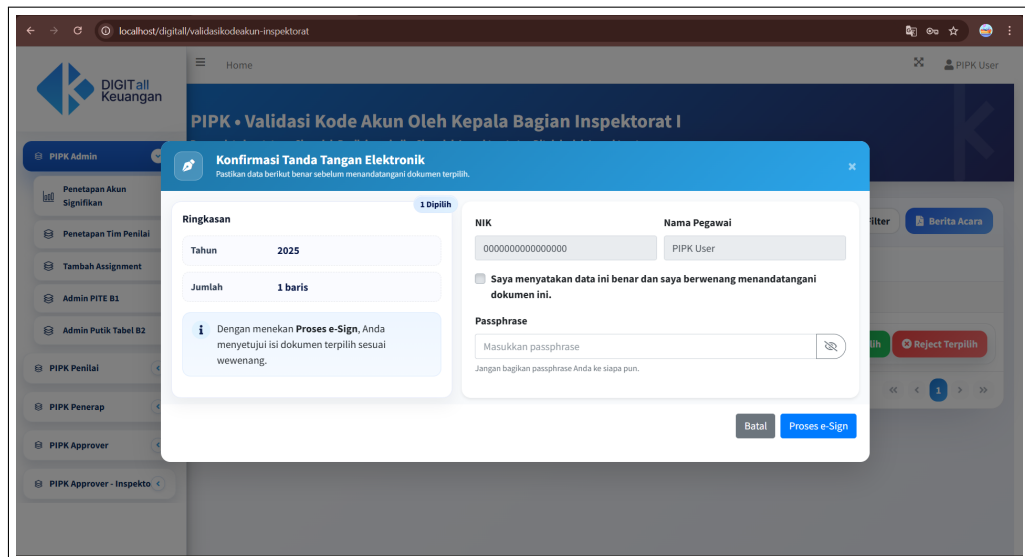 localhost/digitall/validasikodeakun-inspektorat
DIGITall
Keuangan
Home
PIPK User
PIPK • Validasi Kode Akun Oleh Kepala Bagian Inspektorat I
PIPK Admin
Penetapan Akun
Signifikan
Penetapan Tim Penilai
Tambah Assignment
Admin PITE B1
Admin Putik Tabel B2
PIPK Penilai
PIPK Penerap
PIPK Approver
PIPK Approver - Inspekto
Konfirmasi Tanda Tangan Elektronik
Pastikan data berikut benar sebelum menandatangani dokumen terpilih.
×
Ringkasan
1 Dipilih
Tahun 2025
Jumlah 1 baris
Dengan menekan Proses e-Sign, Anda
menyetujui isi dokumen terpilih sesuai
wewenang.
NIK
0000000000000000
Nama Pegawai
PIPK User
Saya menyatakan data ini benar dan saya berwenang menandatangani
dokumen ini.
Passphrase
Masukkan passphrase
Jangan bagikan passphrase Anda ke siapa pun.
Batal
Proses e-Sign
Berita Acara
Reject Terpilih
« < 1 > »